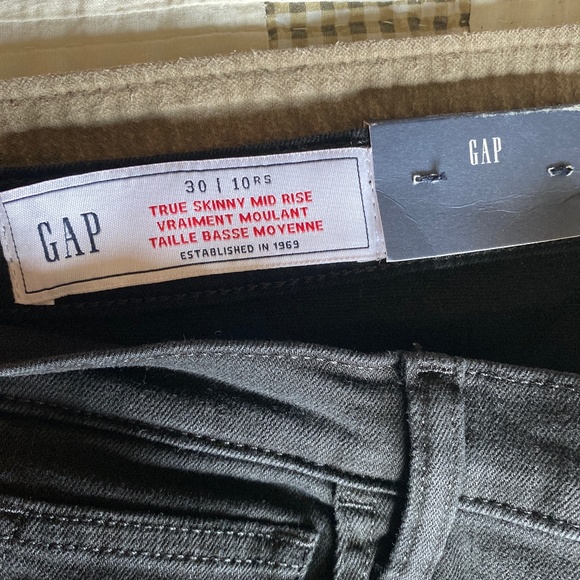 GAP
30 | 10RS
TRUE SKINNY MID RISE
VRAIMENT MOULANT
TAILLE BASSE MOYENNE
ESTABLISHED IN 1969
GAP